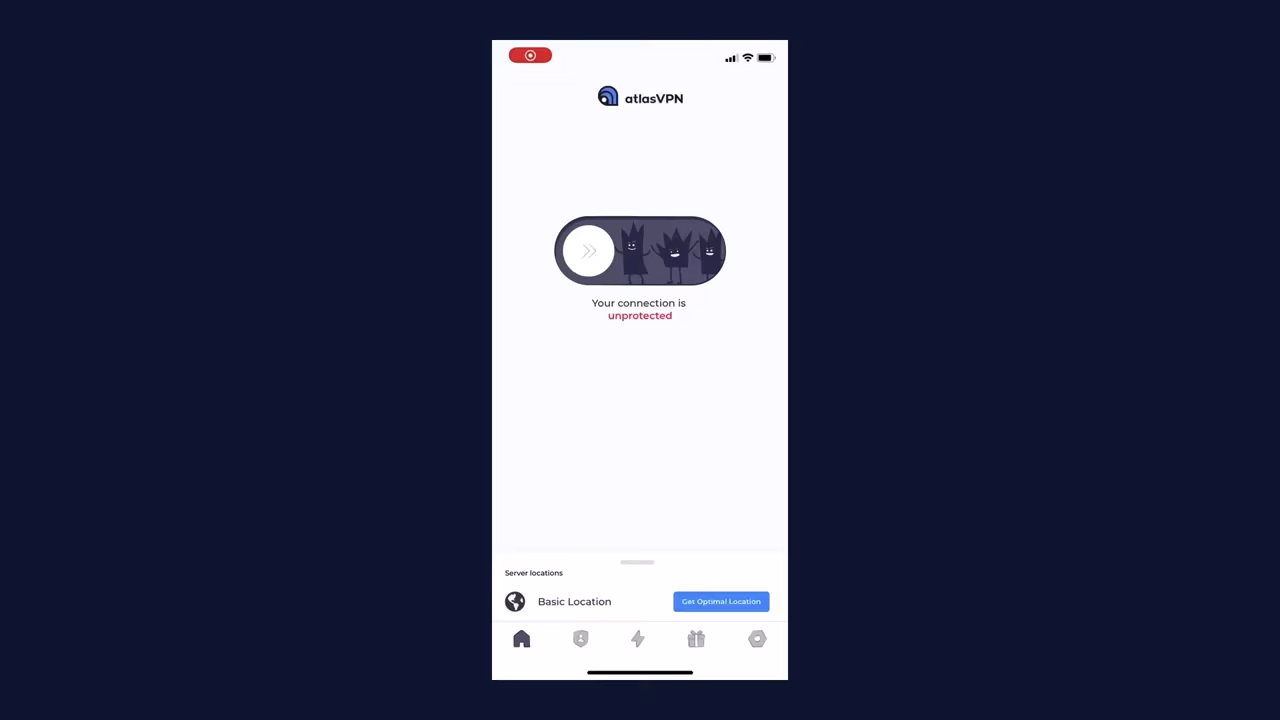 atlasVPN
Your connection is
unprotected
Server locations
Basic Location
Get Optimal Location